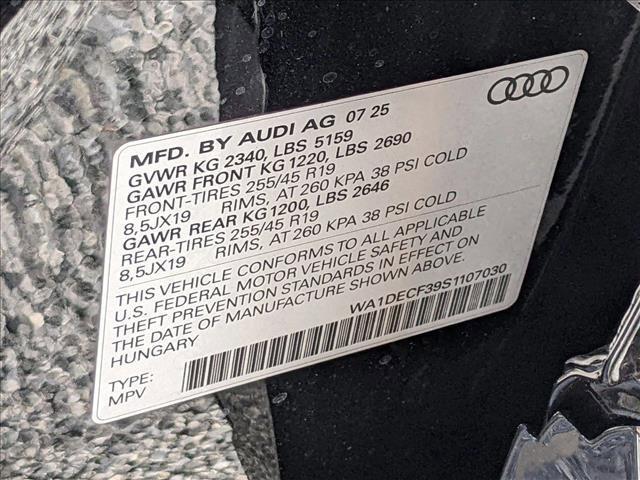 MFD. BY AUDI AG 07 25
GVWR KG 2340, LBS 5159
GAWR FRONT KG 1220, LBS 2690
FRONT-TIRES 255/45 R19
8,5JX19 RIMS, AT 260 KPA 38 PSI COLD
GAWR REAR KG 1200, LBS 2646
REAR-TIRES 255/45 R19
8,5JX19 RIMS, AT 260 KPA 38 PSI COLD
THIS VEHICLE CONFORMS TO ALL APPLICABLE
U.S. FEDERAL MOTOR VEHICLE SAFETY AND
THEFT PREVENTION STANDARDS IN EFFECT ON
THE DATE OF MANUFACTURE SHOWN ABOVE.
HUNGARY
WA1DECF39S1107030
TYPE:
MPV